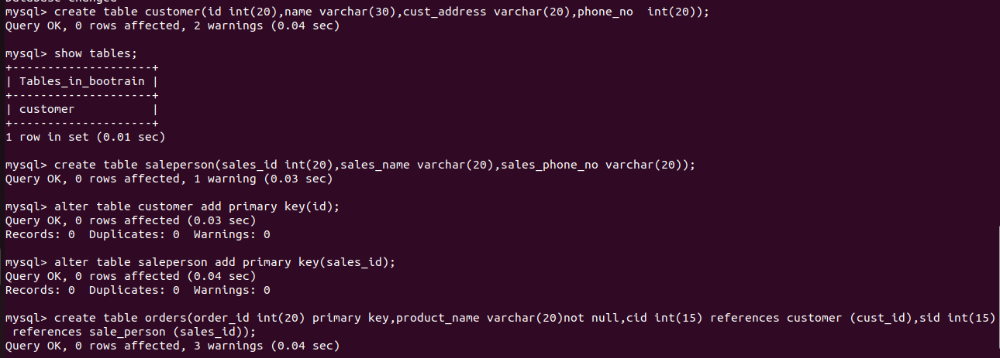 mysql> create table customer(id int(20),name varchar(30),cust_address varchar(20),phone_no  int(20));
Query OK, 0 rows affected, 2 warnings (0.04 sec)
mysql> show tables;
+--------------------+
| Tables_in_bootrain |
+--------------------+
| customer           |
+--------------------+
1 row in set (0.01 sec)
mysql> create table saleperson(sales_id int(20),sales_name varchar(20),sales_phone_no varchar(20));
Query OK, 0 rows affected, 1 warning (0.03 sec)
mysql> alter table customer add primary key(id);
Query OK, 0 rows affected (0.03 sec)
Records: 0  Duplicates: 0  Warnings: 0
mysql> alter table saleperson add primary key(sales_id);
Query OK, 0 rows affected (0.04 sec)
Records: 0  Duplicates: 0  Warnings: 0
mysql> create table orders(order_id int(20) primary key,product_name varchar(20)not null,cid int(15) references customer (cust_id),sid int(15)
 references sale_person (sales_id));
Query OK, 0 rows affected, 3 warnings (0.04 sec)